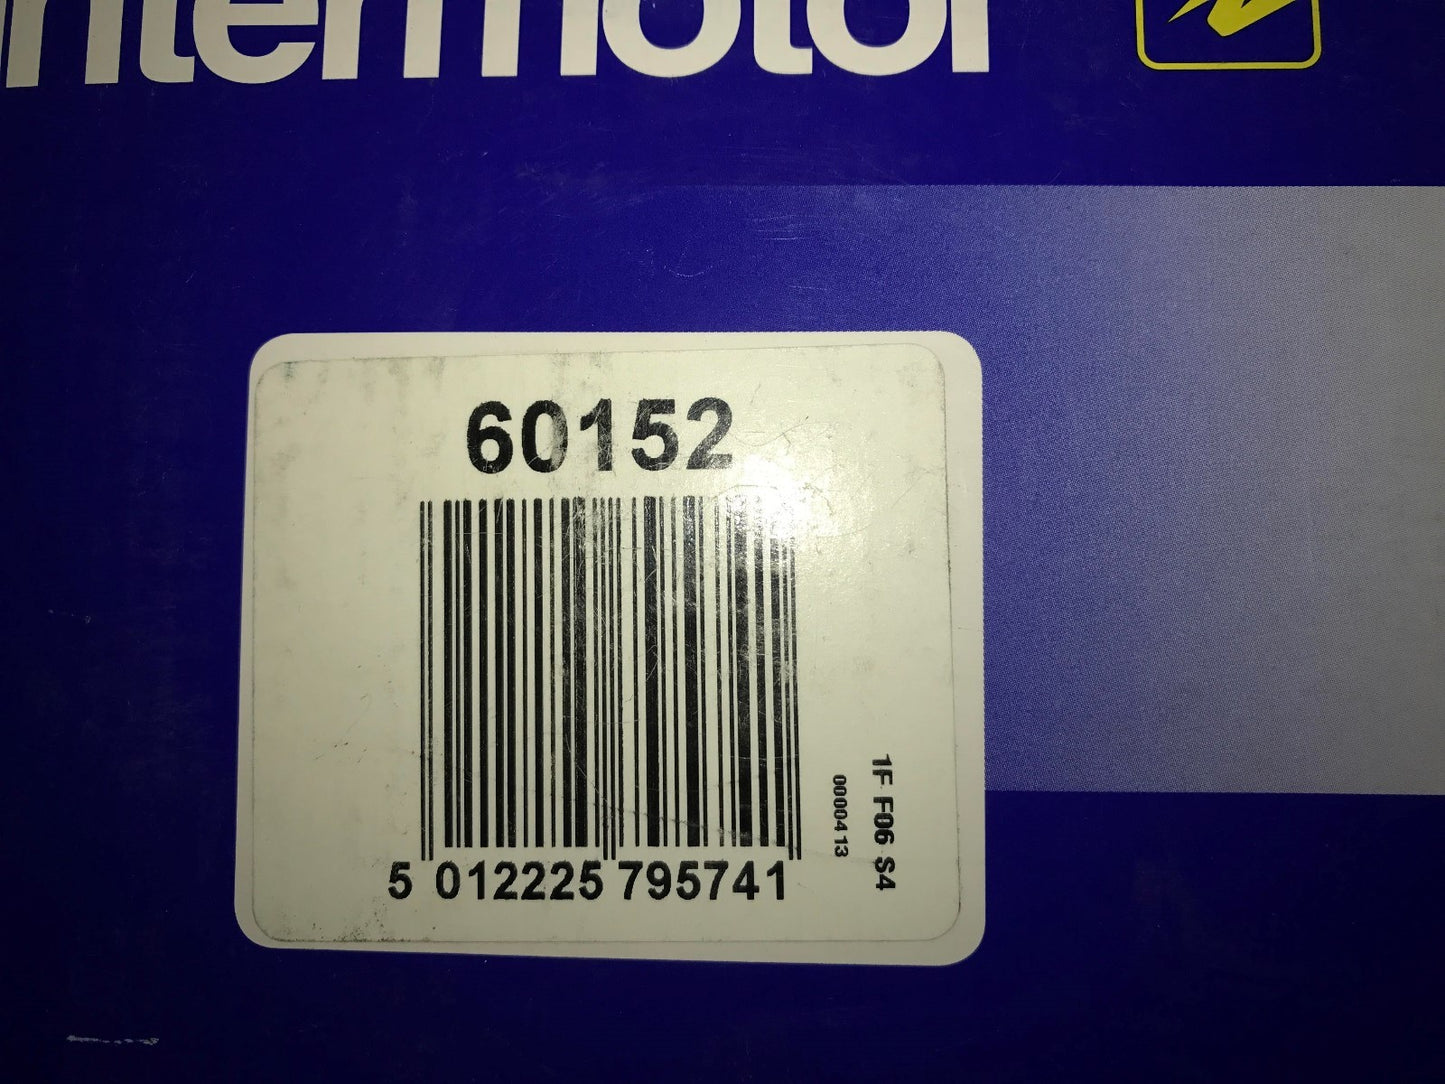 intermotor
60152
5 012225 795741
1F F06 S4
0000413